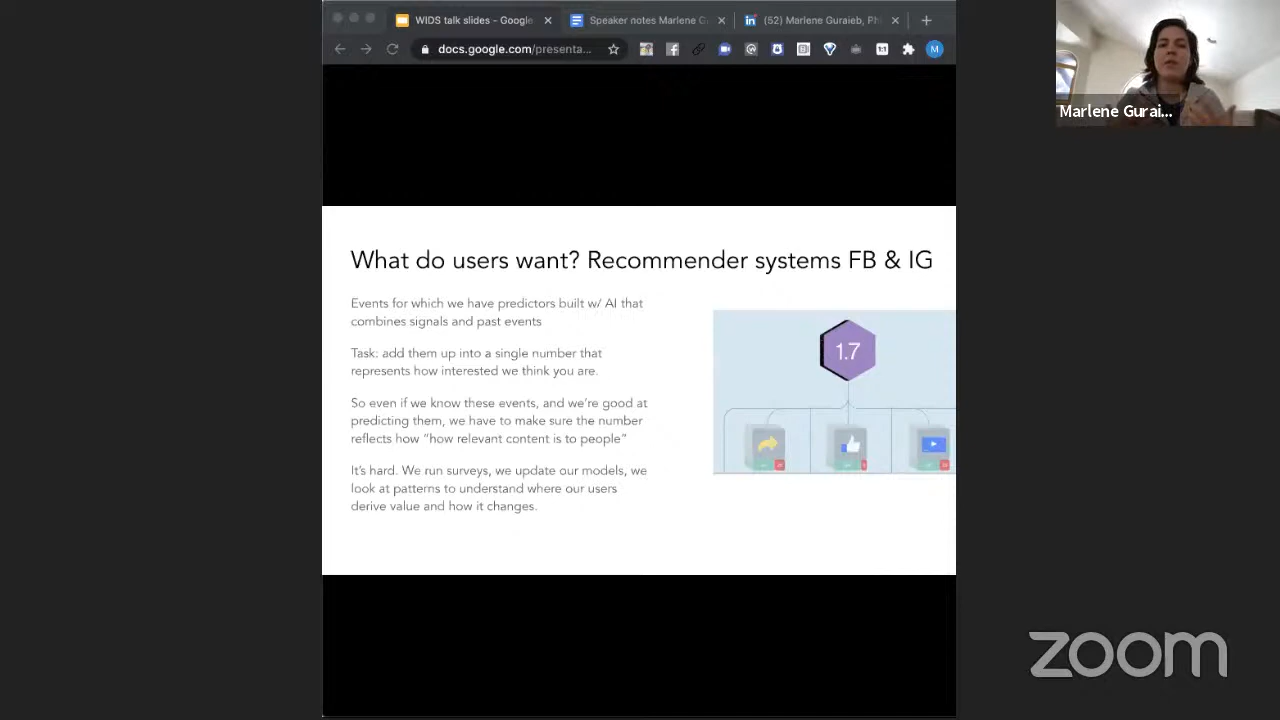 WIDS talk slides - Google
Speaker notes Marlene G
(52) Marlene Guraieb, Ph
docs.google.com/presenta...
M
Marlene Gurai...
What do users want? Recommender systems FB & IG
Events for which we have predictors built w/ AI that
combines signals and past events
Task: add them up into a single number that
represents how interested we think you are.
So even if we know these events, and we're good at
predicting them, we have to make sure the number
reflects how "how relevant content is to people"
It's hard. We run surveys, we update our models, we
look at patterns to understand where our users
derive value and how it changes.
1.7
zoom